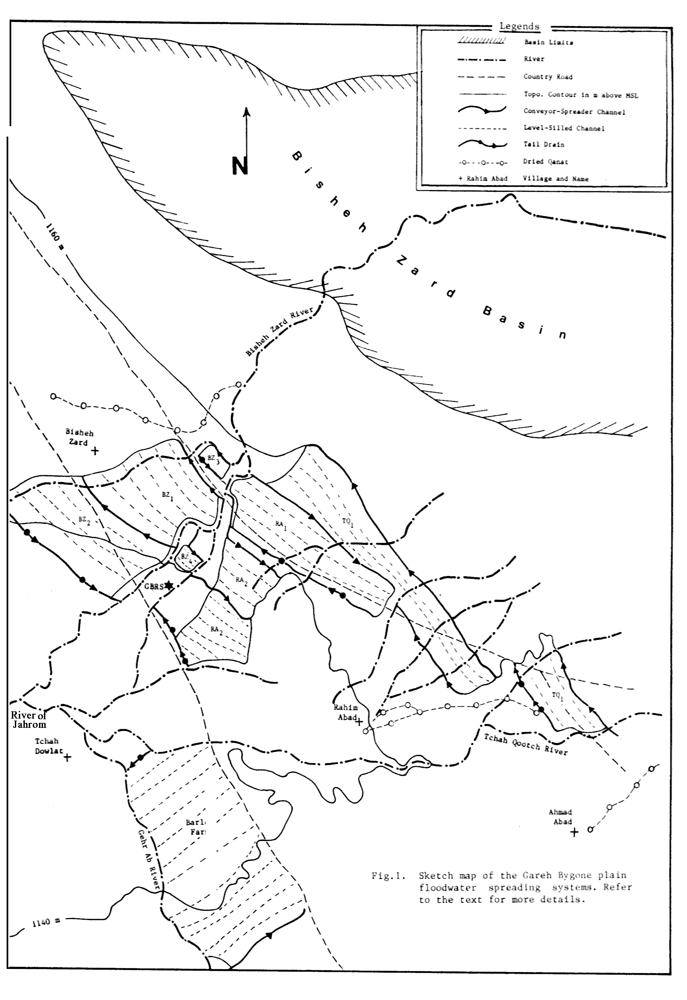 Legends
Basin Limits
River
Country Road
Topo. Contour in m above MSL
Conveyor-Spreader Channel
Level-Silled Channel
Tail Drain
Dried Qanat
+ Rahim Abad Village and Name
N
Bisheh
Zard
Basin
1160 m
Bisheh Zard River
Bisheh
Zard
BZ3
BZ1
BZ2
BZ4
RA1
TQ1
GBRS
RA2
RA2
TQ1
Rahim
Abad
River of
Jahrom
Tchah
Dowlat
Tchah Qootch River
Ahmad
Abad
Barl
Far
Gehr Ab River
1140 m
Fig.1. Sketch map of the Gareh Bygone plain
floodwater spreading systems. Refer
to the text for more details.